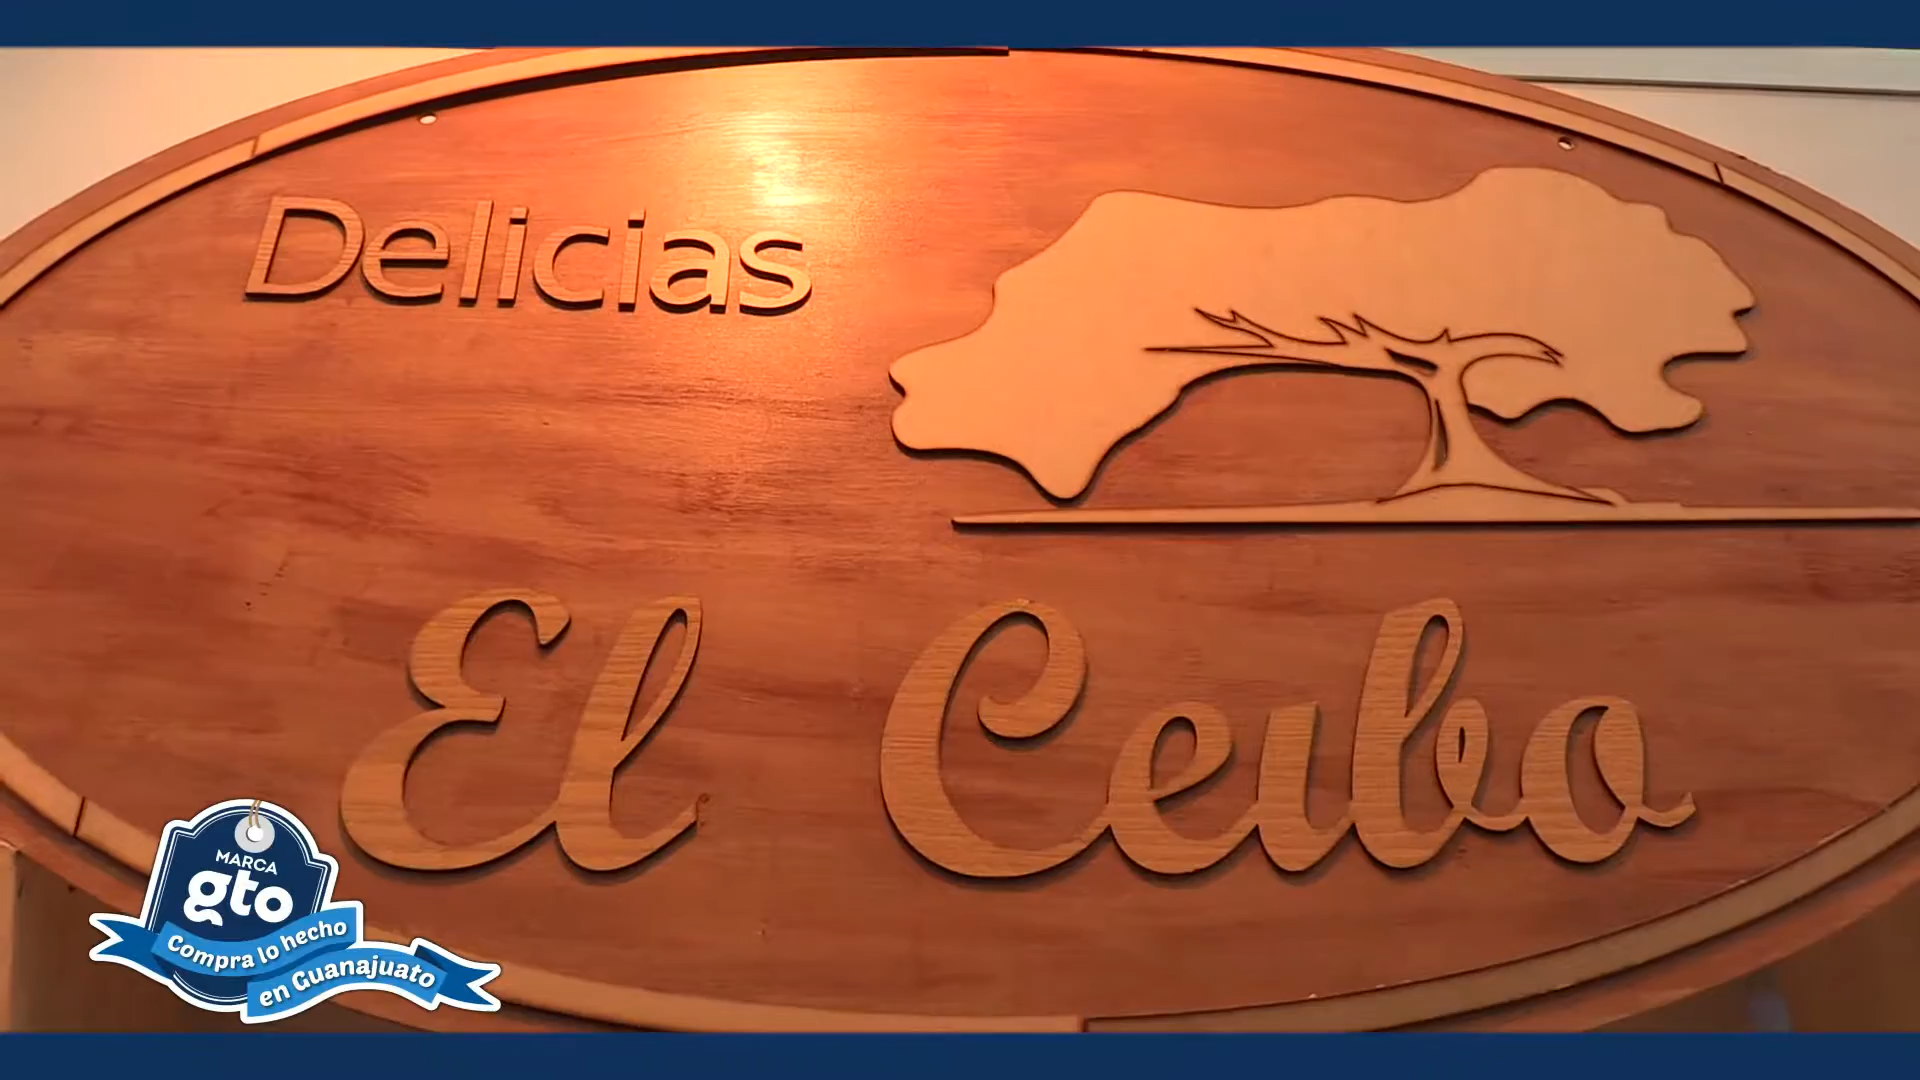 Delicias
El Ceibo
MARCA
gto
Compra lo hecho
en Guanajuato